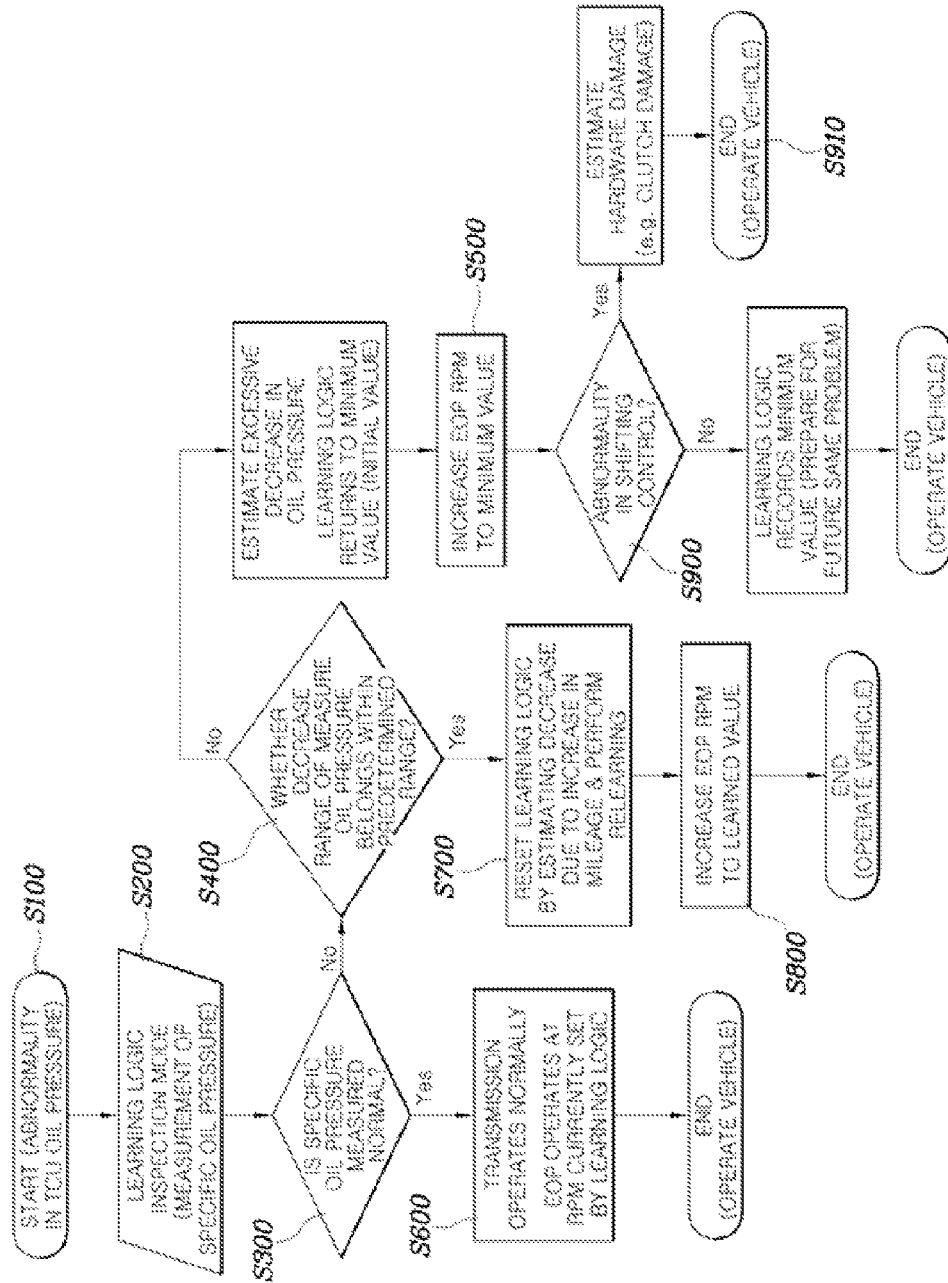 START (ABNORMALITY
IN TCU OIL PRESSURE)
S100
LEARNING LOGIC
INSPECTION MODE
(MEASUREMENT OF
SPECIFIC OIL PRESSURE)
S200
IS SPECIFIC
OIL PRESSURE
MEASURED
NORMAL?
S300
No
Yes
TRANSMISSION
OPERATES NORMALLY
EOP OPERATES AT
RPM CURRENTLY SET
BY LEARNING LOGIC
S600
END
(OPERATE VEHICLE)
WHETHER
DECREASE
RANGE OF MEASURE
OIL PRESSURE
BELONGS WITHIN
PREDETERMINED
RANGE?
S400
No
Yes
RESET LEARNING LOGIC
BY ESTIMATING DECREASE
DUE TO INCREASE IN
MILEAGE & PERFORM
RELEARNING
S700
INCREASE EOP RPM
TO LEARNED VALUE
S800
END
(OPERATE VEHICLE)
ESTIMATE EXCESSIVE
DECREASE IN
OIL PRESSURE
LEARNING LOGIC
RETURNS TO MINIMUM
VALUE (INITIAL VALUE)
INCREASE EOP RPM
TO MINIMUM VALUE
S500
ABNORMALITY
IN SHIFTING
CONTROL?
S900
Yes
No
LEARNING LOGIC
RECORDS MINIMUM
VALUE (PREPARE FOR
FUTURE SAME PROBLEM)
END
(OPERATE VEHICLE)
ESTIMATE
HARDWARE DAMAGE
(e.g. CLUTCH DAMAGE)
END
(OPERATE VEHICLE)
S910